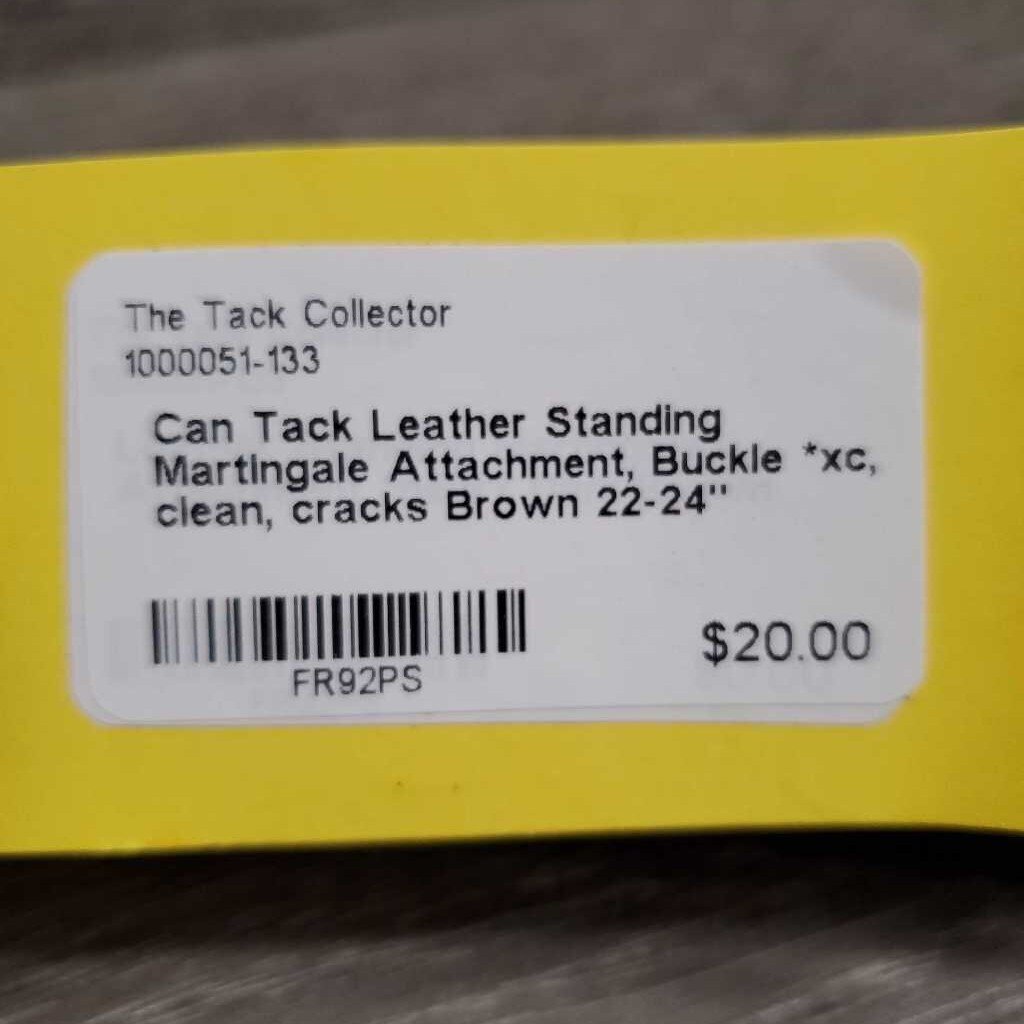 The Tack Collector
1000051-133
Can Tack Leather Standing
Martingale Attachment, Buckle *xc,
clean, cracks Brown 22-24"
FR92PS
$20.00